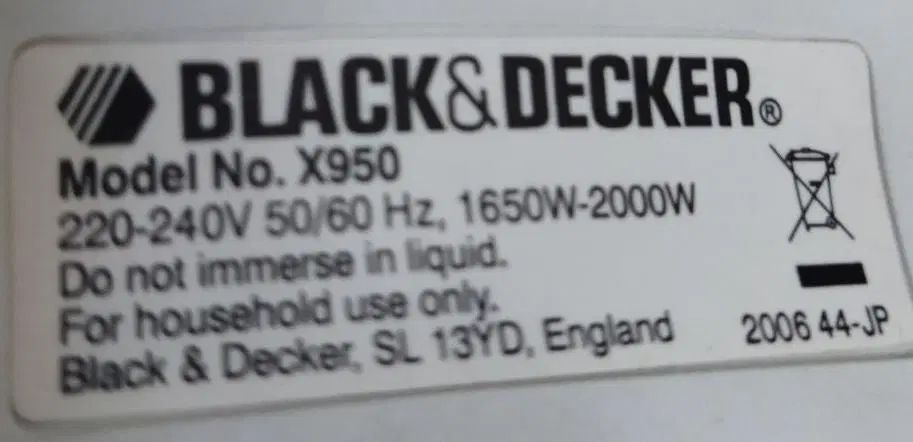 BLACK&DECKER®
Model No. X950
220-240V 50/60 Hz, 1650W-2000W
Do not immerse in liquid.
For household use only.
Black & Decker, SL 13YD, England
2006 44-JP